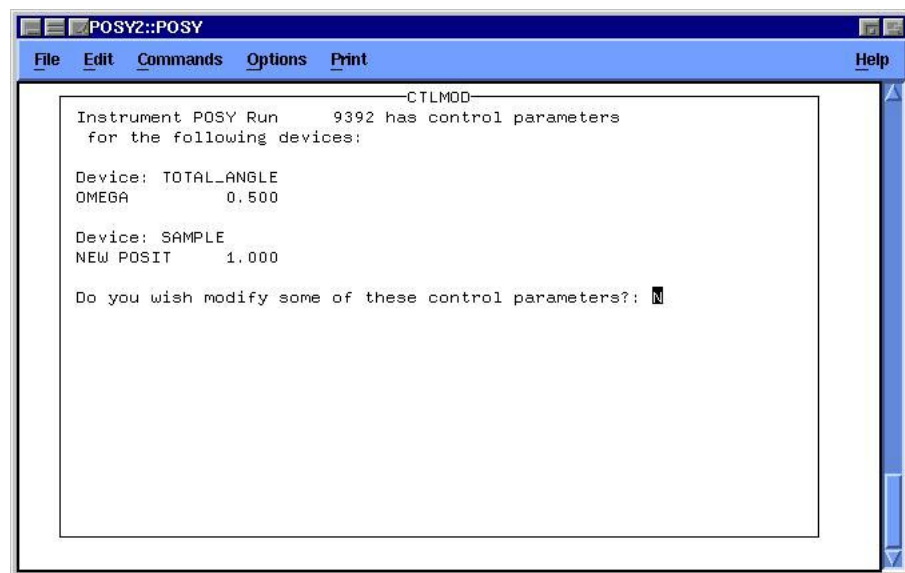 POSY2::POSY
File Edit Commands Options Print Help
CTLMOD
Instrument POSY Run 9392 has control parameters
for the following devices:
Device: TOTAL_ANGLE
OMEGA 0.500
Device: SAMPLE
NEW POSIT 1.000
Do you wish modify some of these control parameters?: N